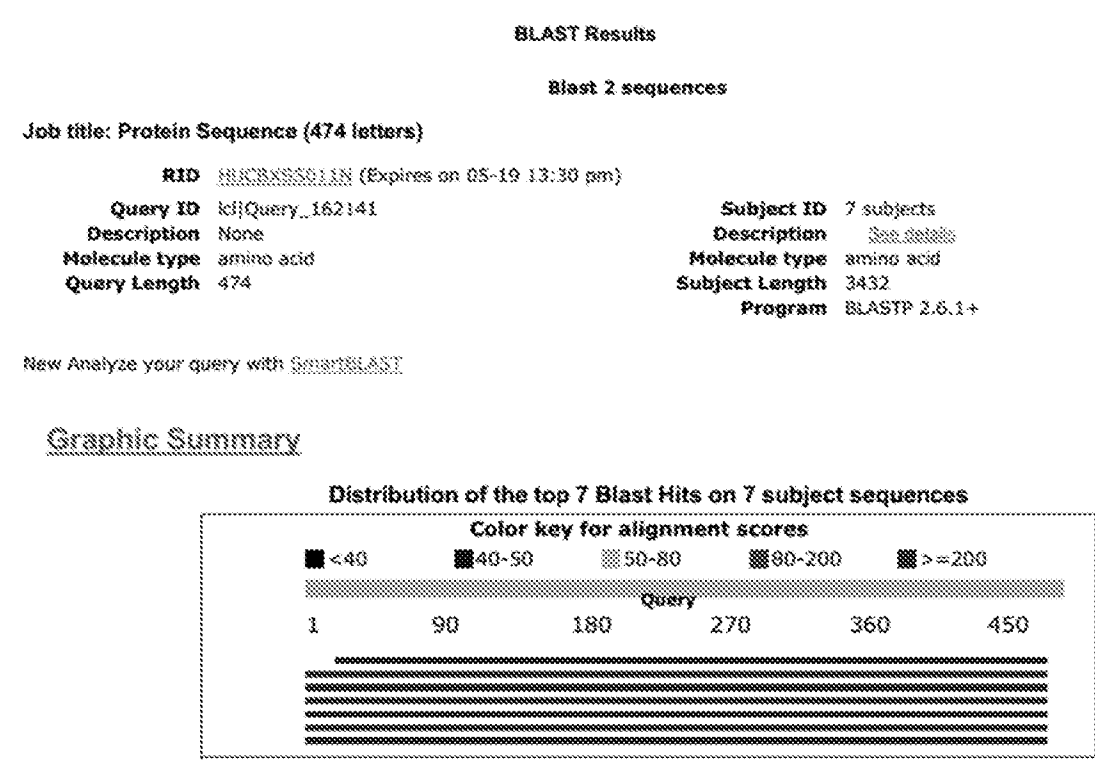 BLAST Results
Blast 2 sequences
Job title: Protein Sequence (474 letters)
RID HUCBXSS011N (Expires on 05-19 13:30 pm)
Query ID lcl|Query_162141
Description None
Molecule type amino acid
Query Length 474
Subject ID 7 subjects
Description See details
Molecule type amino acid
Subject Length 3432
Program BLASTP 2.6.1+
New Analyze your query with SmartBLAST
Graphic Summary
Distribution of the top 7 Blast Hits on 7 subject sequences
Color key for alignment scores
<40 40-50 50-80 80-200 >=200
Query
1 90 180 270 360 450